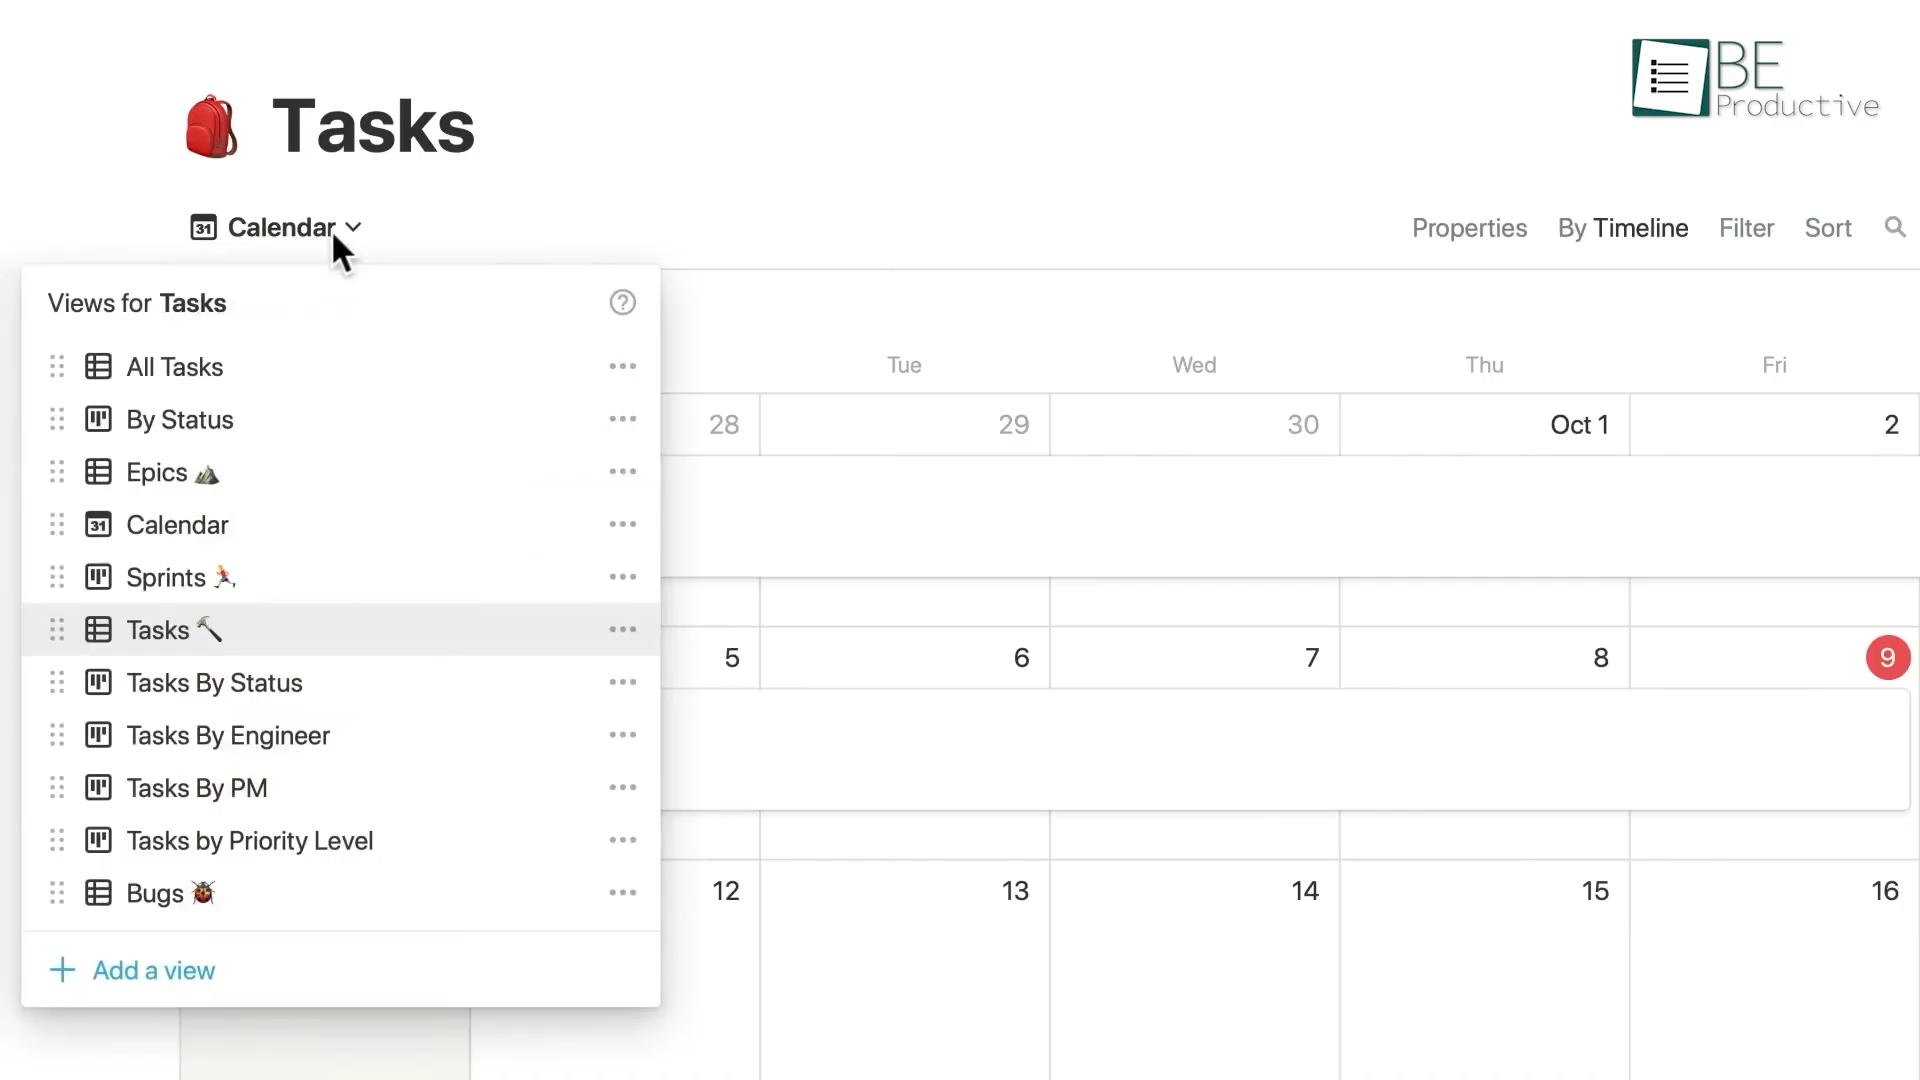 BE
Productive
Tasks
31 Calendar
Properties By Timeline Filter Sort
Views for Tasks ?
All Tasks
By Status
Epics
31 Calendar
Sprints
Tasks
Tasks By Status
Tasks By Engineer
Tasks By PM
Tasks by Priority Level
Bugs
+ Add a view
Tue Wed Thu Fri
28 29 30 Oct 1 2
5 6 7 8 9
12 13 14 15 16